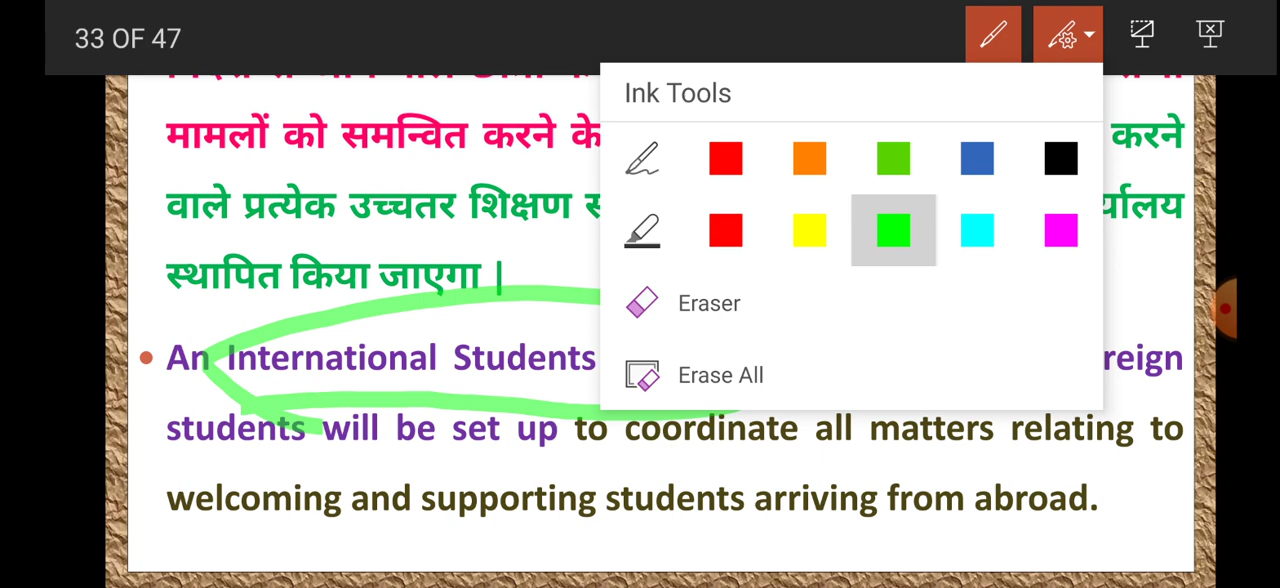 33 OF 47
Ink Tools
मामलों को समन्वित करने के करने
वाले प्रत्येक उच्चतर शिक्षण
स्थापित किया जाएगा |
Eraser
Erase All
• An International Students reign
students will be set up to coordinate all matters relating to
welcoming and supporting students arriving from abroad.